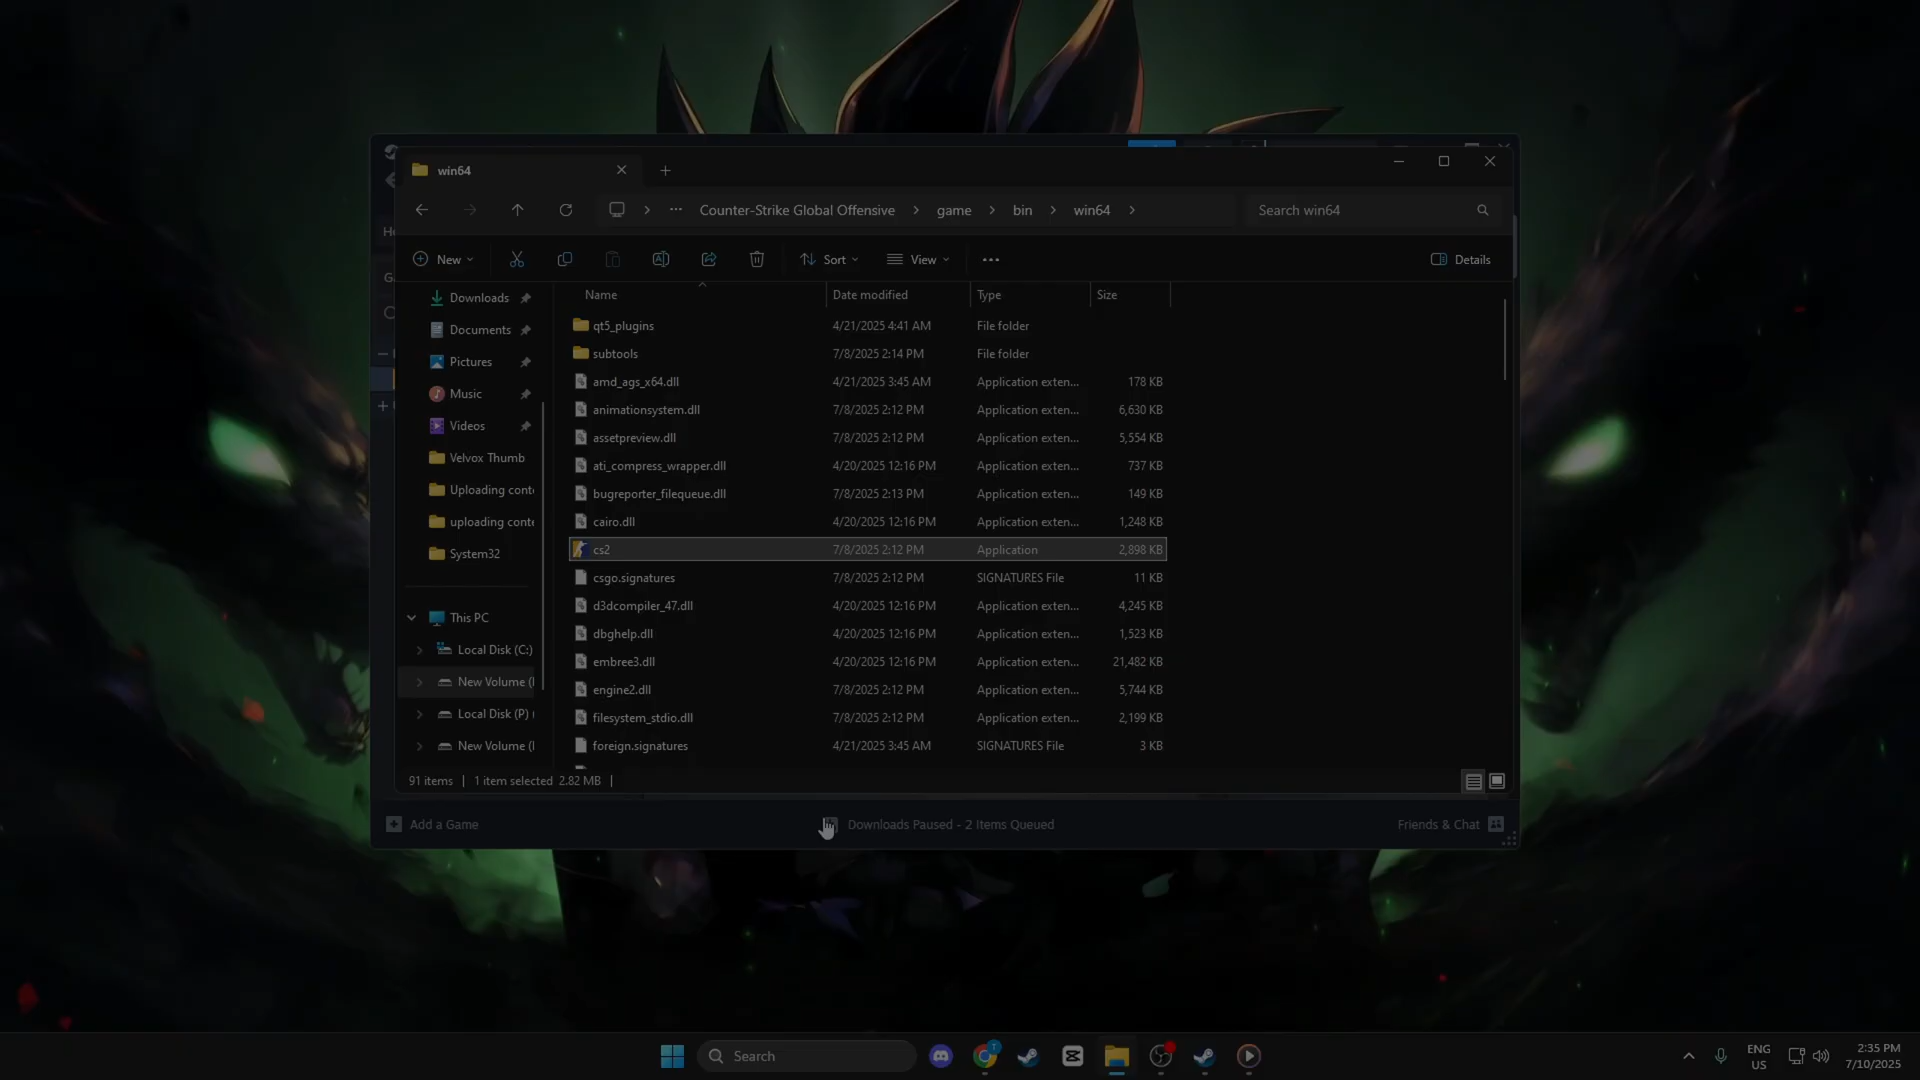 win64
Counter-Strike Global Offensive > game > bin > win64 >
Search win64
New
Sort
View
Details
Name
Date modified
Type
Size
Downloads
Documents
Pictures
Music
Videos
Velvox Thumb
Uploading conte
uploading conte
System32
This PC
Local Disk (C:)
New Volume (
Local Disk (P)
New Volume (
qt5_plugins 4/21/2025 4:41 AM File folder
subtools 7/8/2025 2:14 PM File folder
amd_ags_x64.dll 4/21/2025 3:45 AM Application exten... 178 KB
animationsystem.dll 7/8/2025 2:12 PM Application exten... 6,630 KB
assetpreview.dll 7/8/2025 2:12 PM Application exten... 5,554 KB
ati_compress_wrapper.dll 4/20/2025 12:16 PM Application exten... 737 KB
bugreporter_filequeue.dll 7/8/2025 2:13 PM Application exten... 149 KB
cairo.dll 4/20/2025 12:16 PM Application exten... 1,248 KB
cs2 7/8/2025 2:12 PM Application 2,898 KB
csgo.signatures 7/8/2025 2:12 PM SIGNATURES File 11 KB
d3dcompiler_47.dll 4/20/2025 12:16 PM Application exten... 4,245 KB
dbghelp.dll 4/20/2025 12:16 PM Application exten... 1,523 KB
embree3.dll 4/20/2025 12:16 PM Application exten... 21,482 KB
engine2.dll 7/8/2025 2:12 PM Application exten... 5,744 KB
filesystem_stdio.dll 7/8/2025 2:12 PM Application exten... 2,199 KB
foreign.signatures 4/21/2025 3:45 AM SIGNATURES File 3 KB
91 items | 1 item selected 2.82 MB |
Add a Game
Downloads Paused - 2 Items Queued
Friends & Chat
Search
ENG
US
2:35 PM
7/10/2025